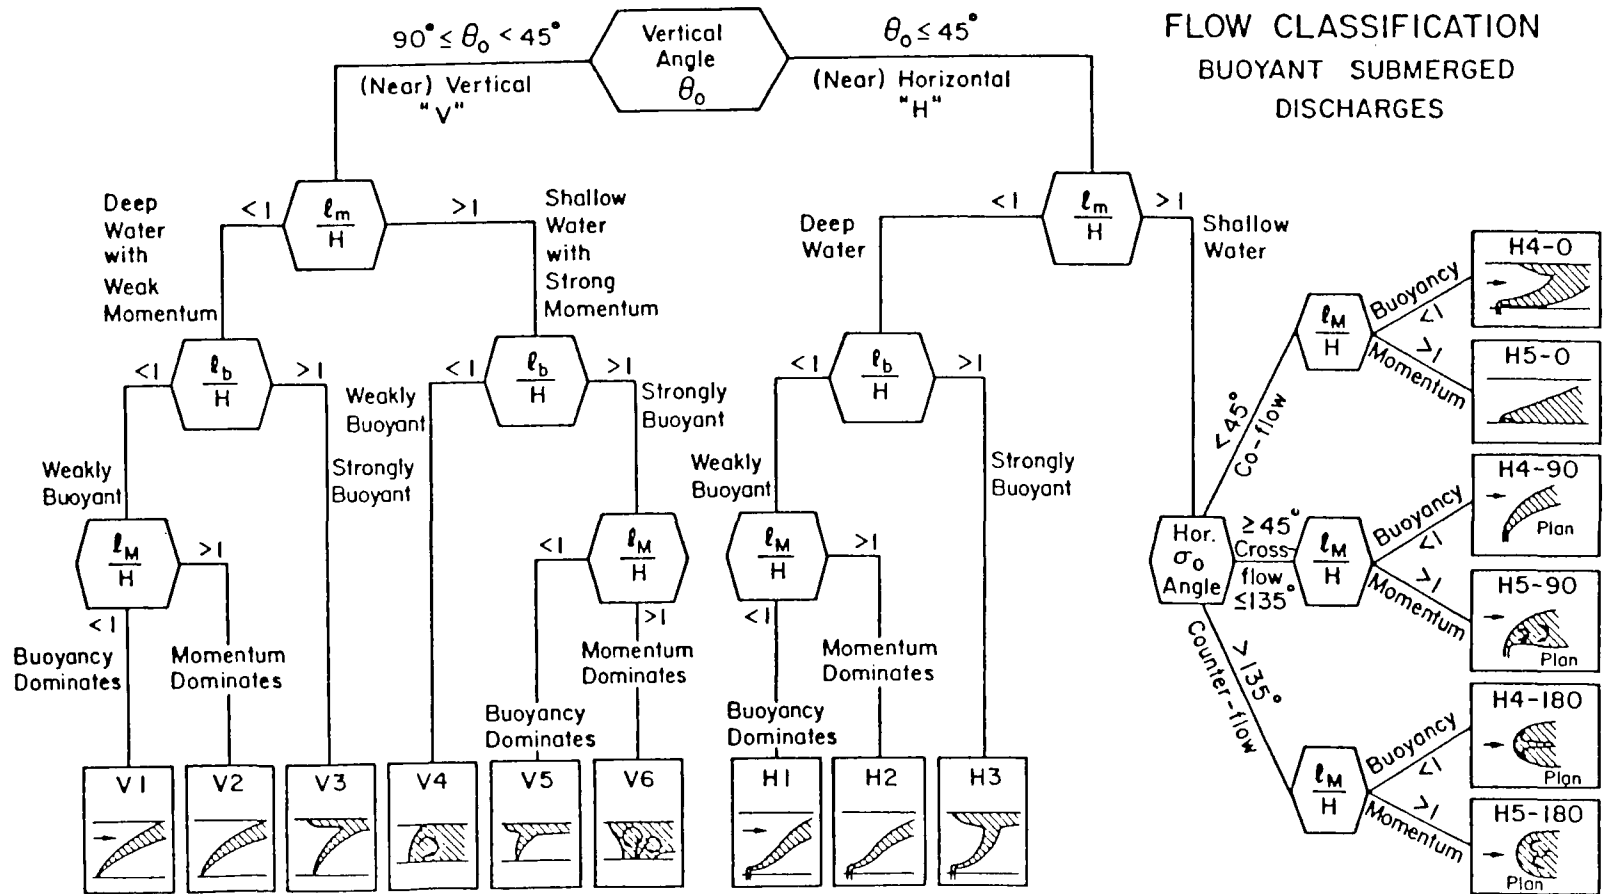 FLOW CLASSIFICATION
BUOYANT SUBMERGED
DISCHARGES
90° ≤ θo < 45°
(Near) Vertical
"V"
Vertical
Angle
θo
θo ≤ 45°
(Near) Horizontal
"H"
Deep
Water
with
Weak
Momentum
<1
ℓm
H
>1
Shallow
Water
with
Strong
Momentum
Deep
Water
<1
ℓm
H
>1
Shallow
Water
<1
ℓb
H
>1
Weakly
Buoyant
Strongly
Buoyant
<1
ℓb
H
>1
Weakly
Buoyant
Strongly
Buoyant
<1
ℓb
H
>1
Weakly
Buoyant
Strongly
Buoyant
ℓM
H
>1
<1
Buoyancy
Dominates
Momentum
Dominates
<1
ℓM
H
>1
Buoyancy
Dominates
Momentum
Dominates
ℓM
H
>1
<1
Buoyancy
Dominates
Momentum
Dominates
V1
V2
V3
V4
V5
V6
H1
H2
H3
Hor.
σo
Angle
<45°
Co-flow
≥45°
Cross-
flow
≤135°
>135°
Counter-flow
ℓM
H
Buoyancy
<1
>1
Momentum
H4-0
H5-0
ℓM
H
Buoyancy
<1
>1
Momentum
H4-90
Plan
H5-90
Plan
ℓM
H
Buoyancy
<1
>1
Momentum
H4-180
Plan
H5-180
Plan